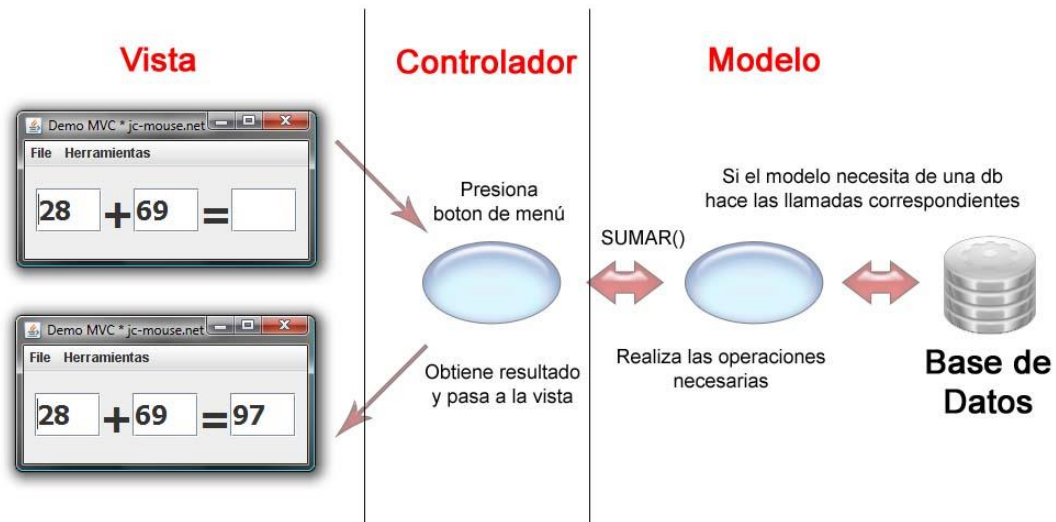 Vista
Controlador
Modelo
Demo MVC * jc-mouse.net
File Herramientas
28 + 69 =
Presiona
boton de menú
SUMAR()
Si el modelo necesita de una db
hace las llamadas correspondientes
Demo MVC * jc-mouse.net
File Herramientas
28 + 69 = 97
Obtiene resultado
y pasa a la vista
Realiza las operaciones
necesarias
Base de
Datos